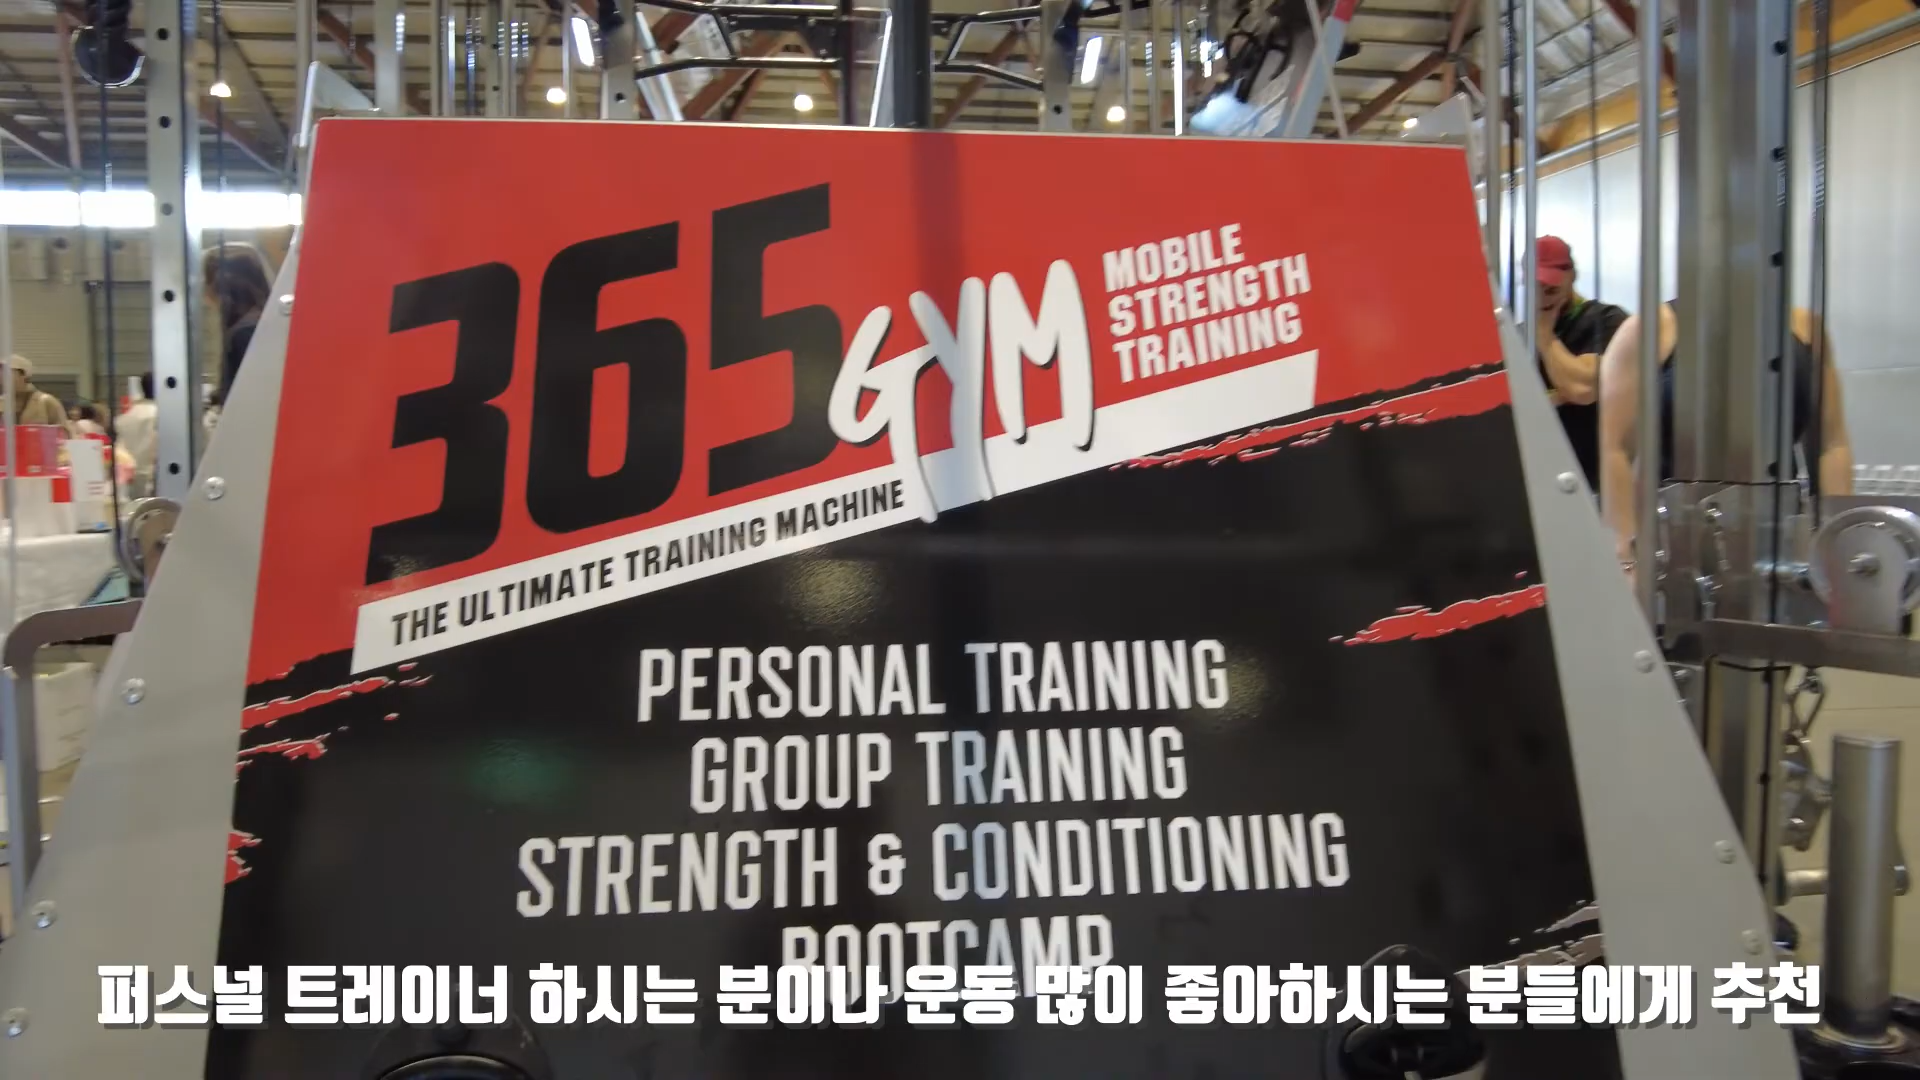 365 GYM
MOBILE
STRENGTH
TRAINING
THE ULTIMATE TRAINING MACHINE
PERSONAL TRAINING
GROUP TRAINING
STRENGTH & CONDITIONING
BOOTCAMP
퍼스널 트레이너 하시는 분이나 운동 많이 좋아하시는 분들에게 추천